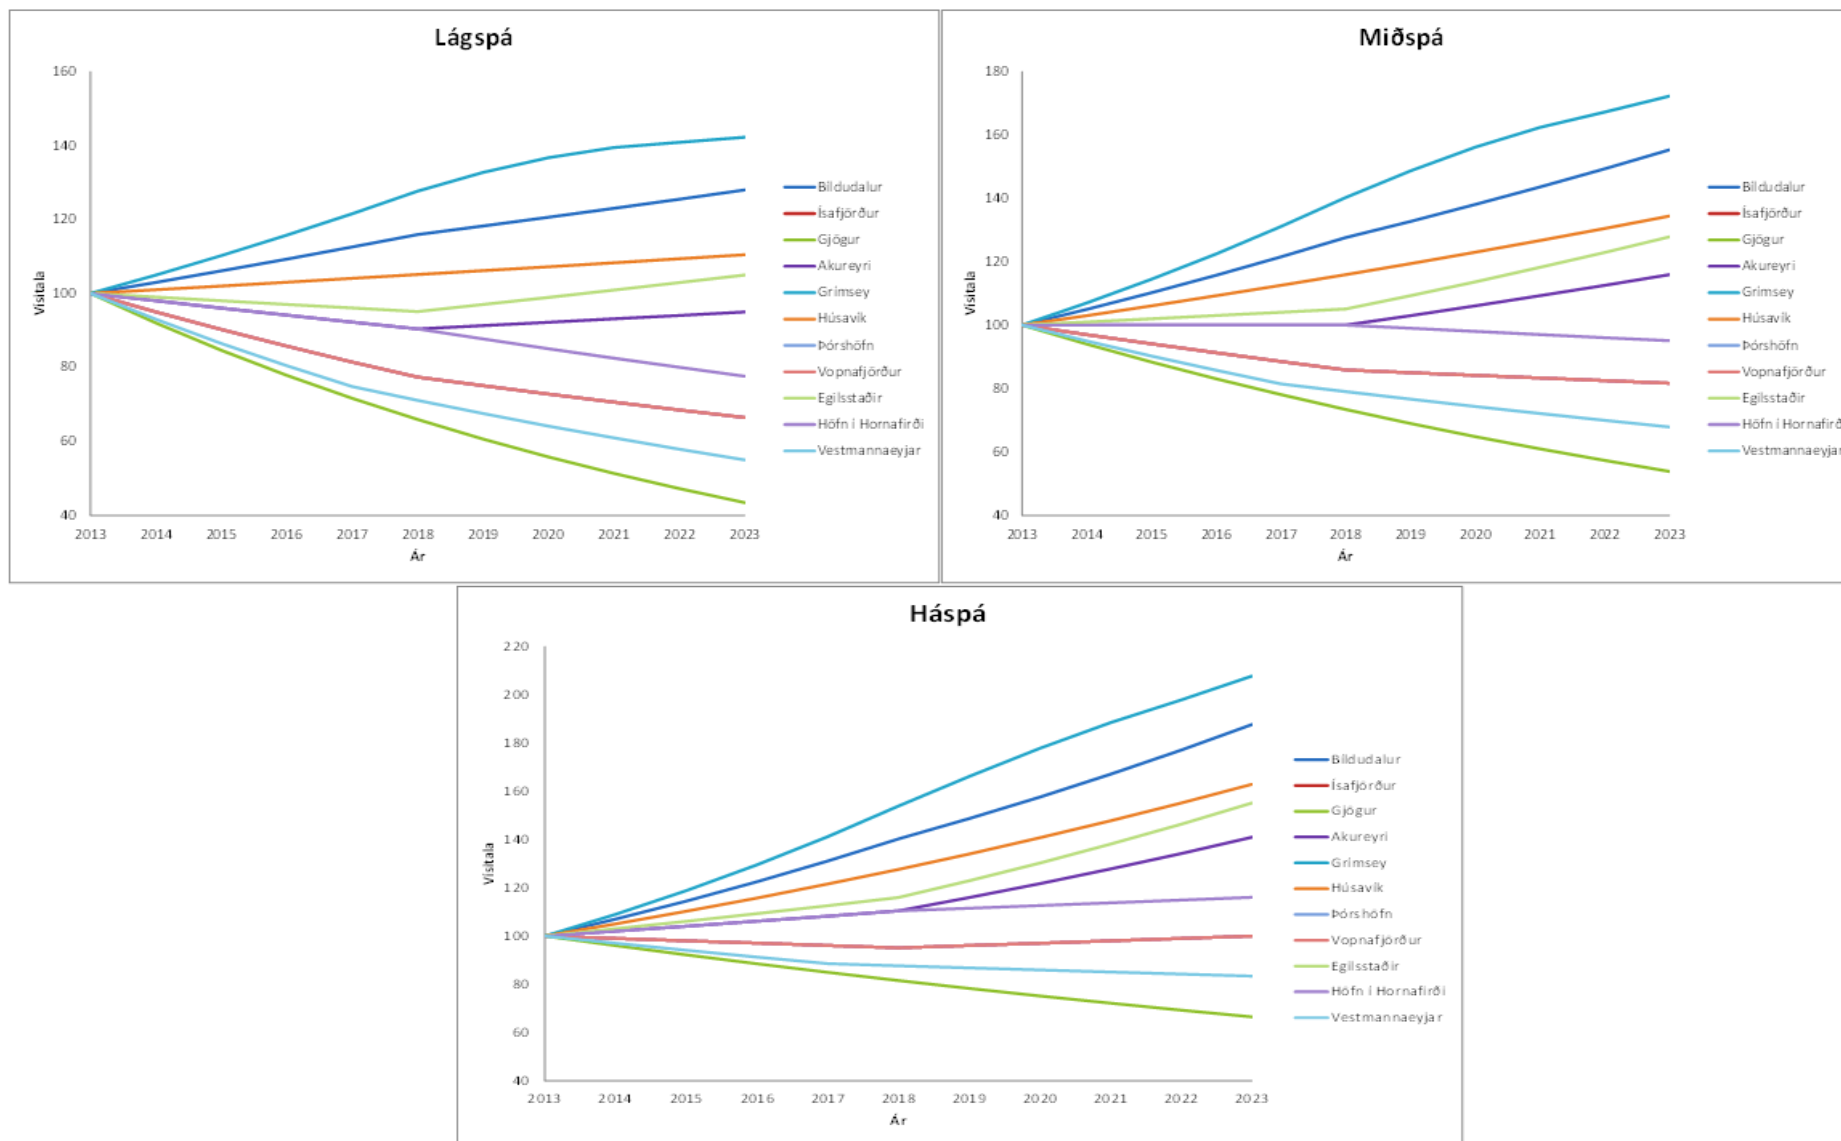 Lágspá
160
140
120
100
80
60
40
Vísitala
2013 2014 2015 2016 2017 2018 2019 2020 2021 2022 2023
Ár
Bíldudalur
Ísafjörður
Gjögur
Akureyri
Grímsey
Húsavík
Þórshöfn
Vopnafjörður
Egilsstaðir
Höfn í Hornafirði
Vestmannaeyjar
Miðspá
180
160
140
120
100
80
60
40
Vísitala
2013 2014 2015 2016 2017 2018 2019 2020 2021 2022 2023
Ár
Bíldudalur
Ísafjörður
Gjögur
Akureyri
Grímsey
Húsavík
Þórshöfn
Vopnafjörður
Egilsstaðir
Höfn í Hornafirð
Vestmannaeyjar
Háspá
220
200
180
160
140
120
100
80
60
40
Vísitala
2013 2014 2015 2016 2017 2018 2019 2020 2021 2022 2023
Ár
Bíldudalur
Ísafjörður
Gjögur
Akureyri
Grímsey
Húsavík
Þórshöfn
Vopnafjörður
Egilsstaðir
Höfn í Hornafirði
Vestmannaeyjar